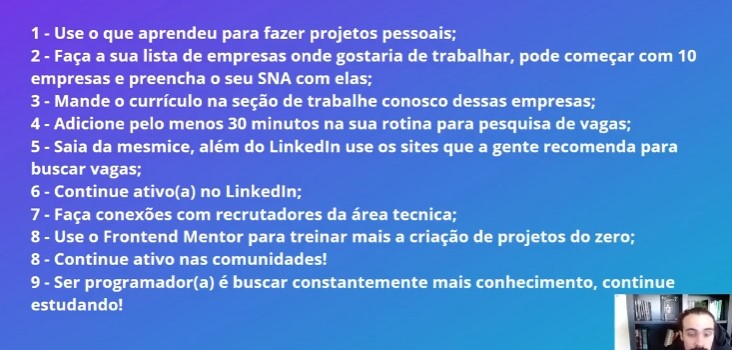 1 - Use o que aprendeu para fazer projetos pessoais;
2 - Faça a sua lista de empresas onde gostaria de trabalhar, pode começar com 10
empresas e preencha o seu SNA com elas;
3 - Mande o currículo na seção de trabalhe conosco dessas empresas;
4 - Adicione pelo menos 30 minutos na sua rotina para pesquisa de vagas;
5 - Saia da mesmice, além do LinkedIn use os sites que a gente recomenda para
buscar vagas;
6 - Continue ativo(a) no LinkedIn;
7 - Faça conexões com recrutadores da área tecnica;
8 - Use o Frontend Mentor para treinar mais a criação de projetos do zero;
8 - Continue ativo nas comunidades!
9 - Ser programador(a) é buscar constantemente mais conhecimento, continue
estudando!